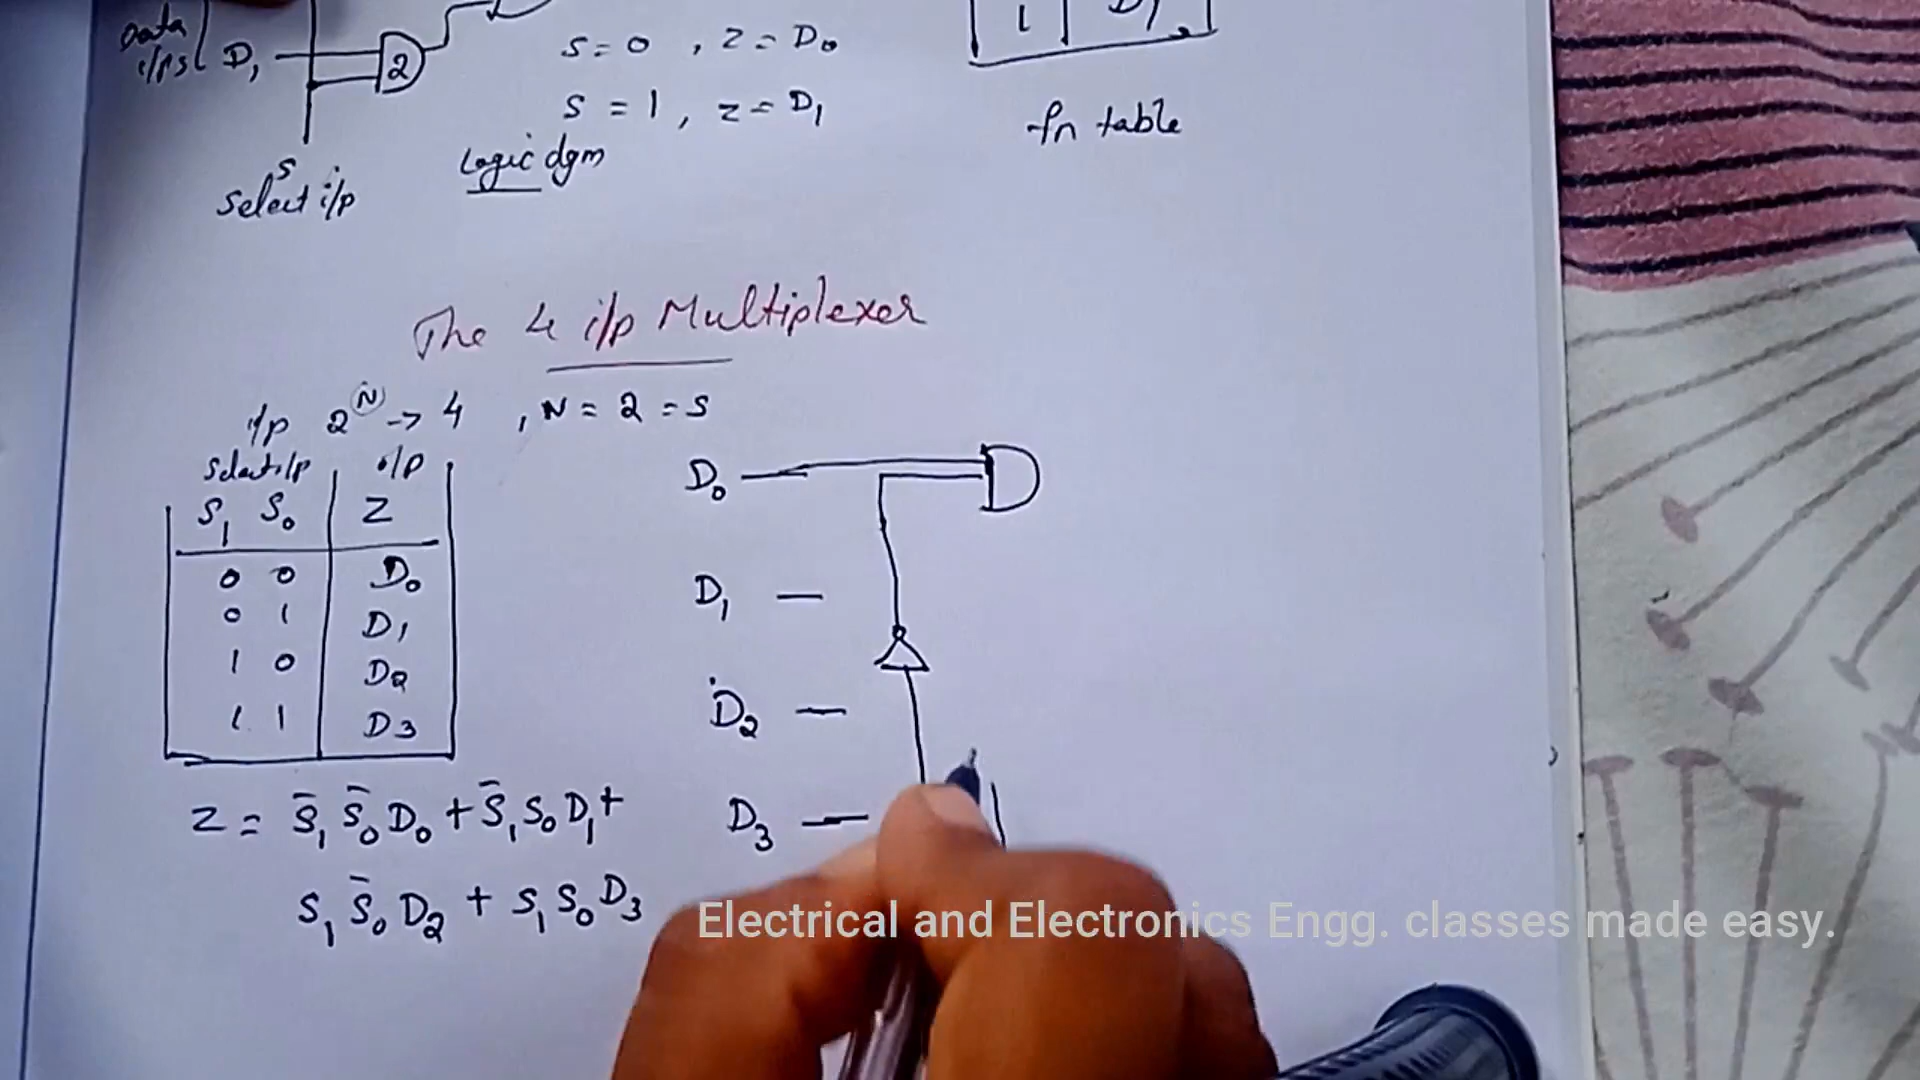 Data
i/ps D₁
2
S = 0 , Z = D₀
S = 1 , Z = D₁
1 D₁
fn table
S
Select i/p
Logic dgm
The 4 i/p Multiplexer
i/p 2^N -> 4 , N = 2 = S
Select i/p o/p
S₁ S₀ Z
0 0 D₀
0 1 D₁
1 0 D₂
1 1 D₃
Z = S̄₁ S̄₀ D₀ + S̄₁ S₀ D₁ +
S₁ S̄₀ D₂ + S₁ S₀ D₃
D₀
D₁
D₂
D₃
Electrical and Electronics Engg. classes made easy.